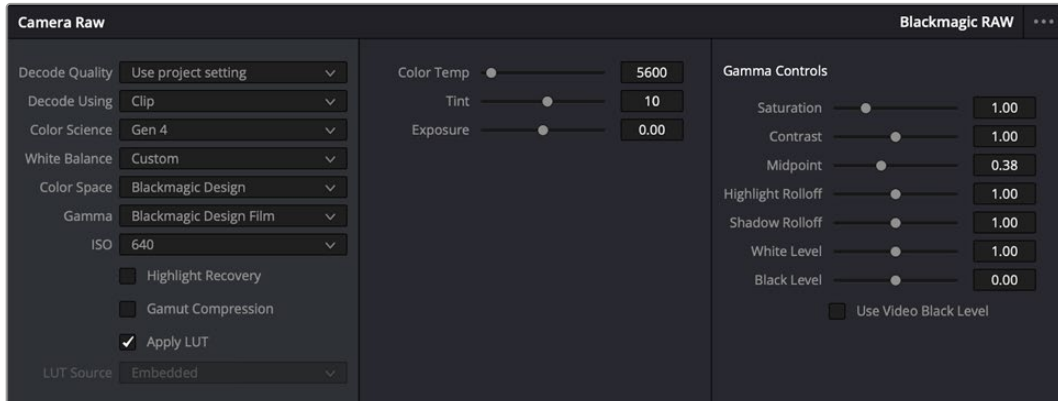 Camera Raw
Blackmagic RAW
Decode Quality Use project setting
Decode Using Clip
Color Science Gen 4
White Balance Custom
Color Space Blackmagic Design
Gamma Blackmagic Design Film
ISO 640
Highlight Recovery
Gamut Compression
Apply LUT
LUT Source Embedded
Color Temp 5600
Tint 10
Exposure 0.00
Gamma Controls
Saturation 1.00
Contrast 1.00
Midpoint 0.38
Highlight Rolloff 1.00
Shadow Rolloff 1.00
White Level 1.00
Black Level 0.00
Use Video Black Level